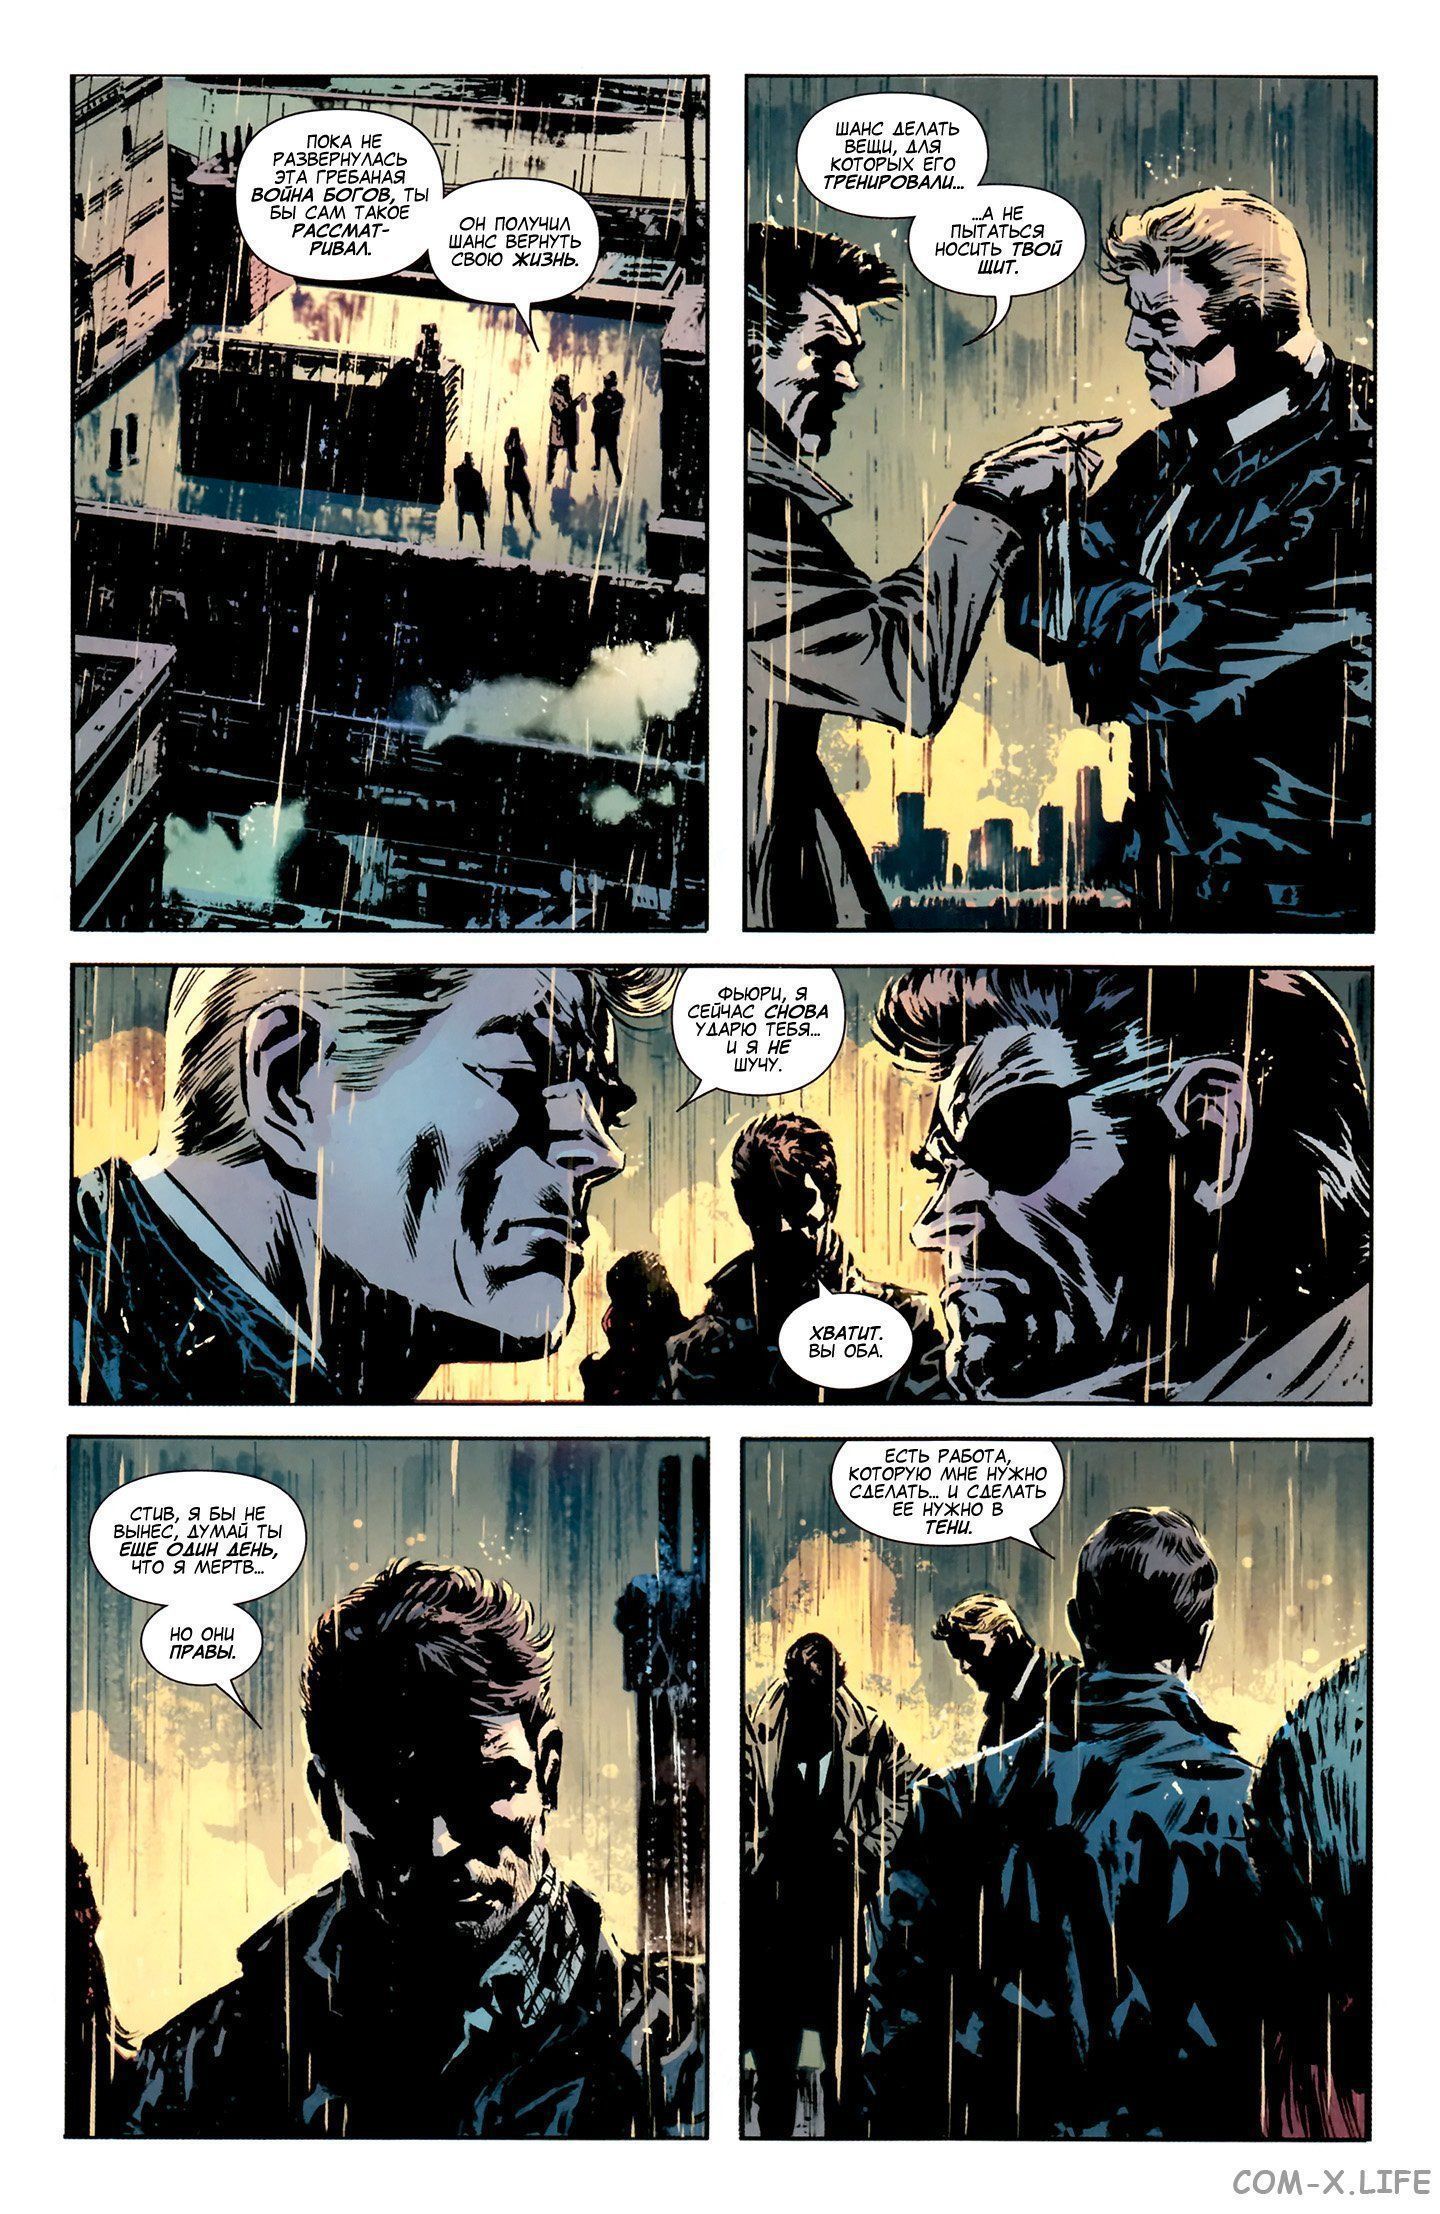 ПОКА НЕ
РАЗВЕРНУЛАСЬ
ЭТА ГРЕБАНАЯ
ВОЙНА БОГОВ, ТЫ
БЫ САМ ТАКОЕ
РАССМАТ-
РИВАЛ.
ОН ПОЛУЧИЛ
ШАНС ВЕРНУТЬ
СВОЮ ЖИЗНЬ.
ШАНС ДЕЛАТЬ
ВЕЩИ, ДЛЯ
КОТОРЫХ ЕГО
ТРЕНИРОВАЛИ...
...А НЕ
ПЫТАТЬСЯ
НОСИТЬ ТВОЙ
ЩИТ.
ФЬЮРИ, Я
СЕЙЧАС СНОВА
УДАРЮ ТЕБЯ...
И Я НЕ
ШУЧУ.
ХВАТИТ.
ВЫ ОБА.
СТИВ, Я БЫ НЕ
ВЫНЕС, ДУМАЙ ТЫ
ЕЩЕ ОДИН ДЕНЬ,
ЧТО Я МЕРТВ...
НО ОНИ
ПРАВЫ.
ЕСТЬ РАБОТА,
КОТОРУЮ МНЕ НУЖНО
СДЕЛАТЬ... И СДЕЛАТЬ
ЕЕ НУЖНО В
ТЕНИ.
COM-X.LIFE